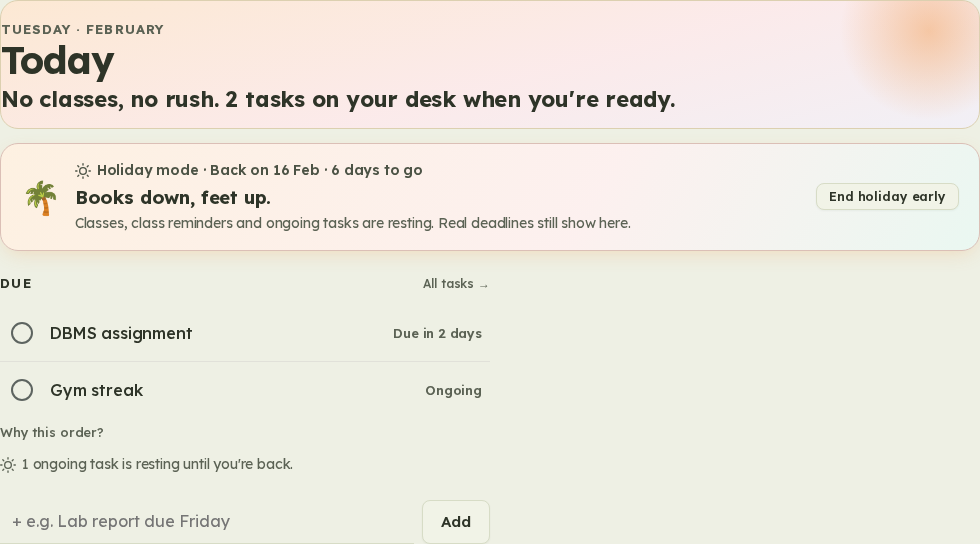 TUESDAY · FEBRUARY
Today
No classes, no rush. 2 tasks on your desk when you're ready.
Holiday mode · Back on 16 Feb · 6 days to go
Books down, feet up.
Classes, class reminders and ongoing tasks are resting. Real deadlines still show here.
End holiday early
DUE
All tasks →
DBMS assignment
Due in 2 days
Gym streak
Ongoing
Why this order?
1 ongoing task is resting until you're back.
+ e.g. Lab report due Friday
Add